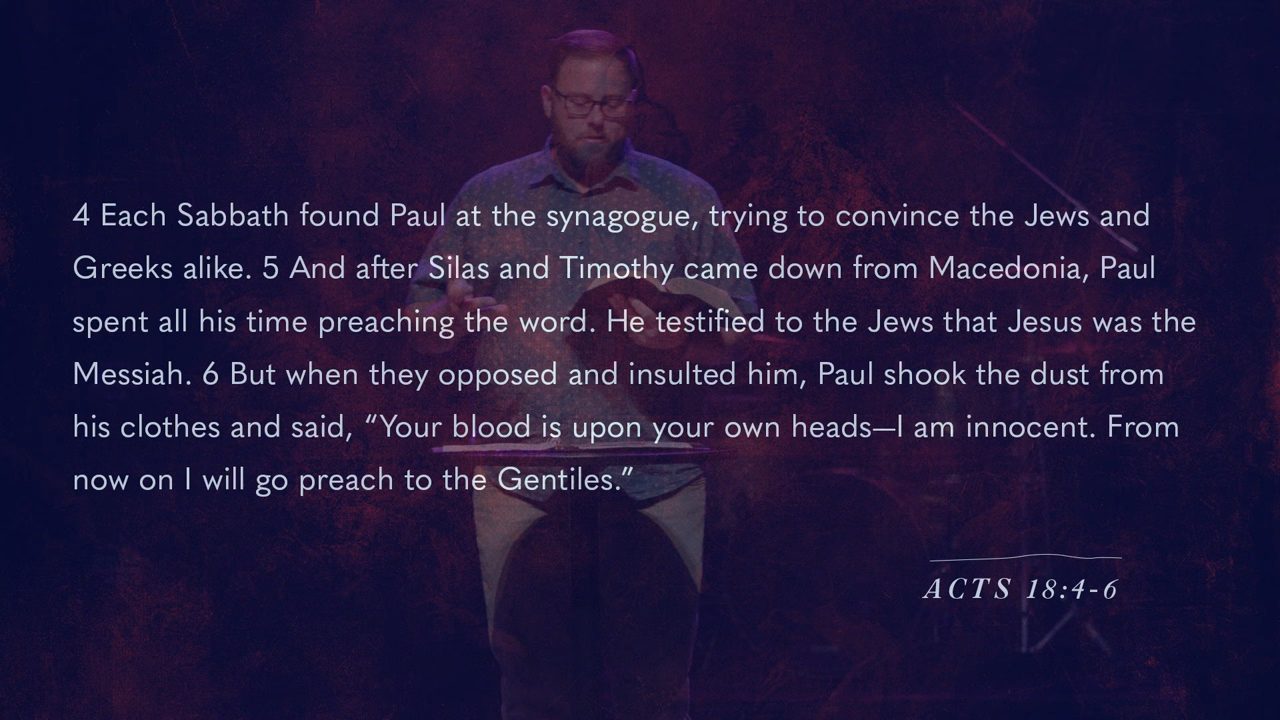 4 Each Sabbath found Paul at the synagogue, trying to convince the Jews and
Greeks alike. 5 And after Silas and Timothy came down from Macedonia, Paul
spent all his time preaching the word. He testified to the Jews that Jesus was the
Messiah. 6 But when they opposed and insulted him, Paul shook the dust from
his clothes and said, “Your blood is upon your own heads—I am innocent. From
now on I will go preach to the Gentiles.”
ACTS 18:4-6